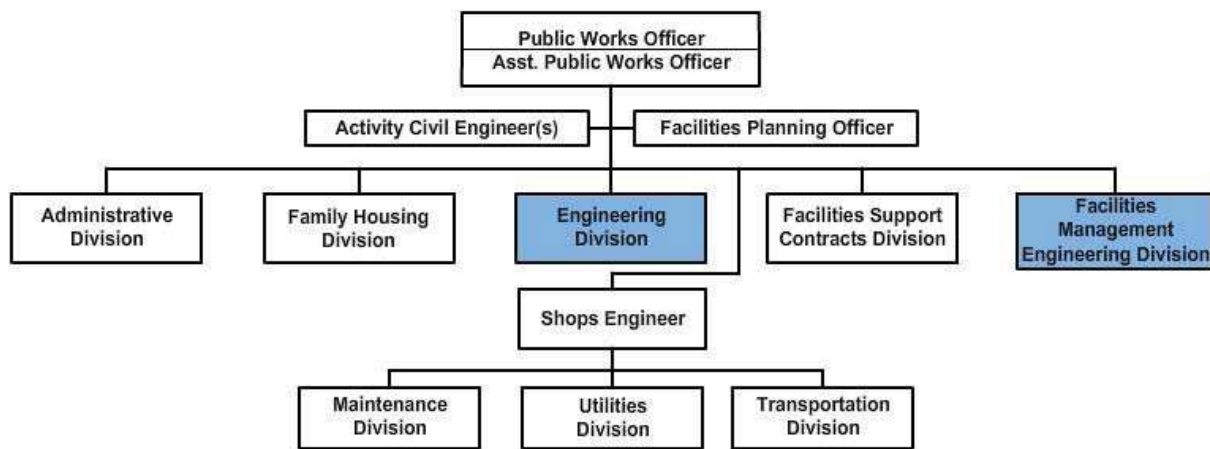 Public Works Officer
Asst. Public Works Officer
Activity Civil Engineer(s)
Facilities Planning Officer
Administrative
Division
Family Housing
Division
Engineering
Division
Facilities Support
Contracts Division
Facilities
Management
Engineering Division
Shops Engineer
Maintenance
Division
Utilities
Division
Transportation
Division